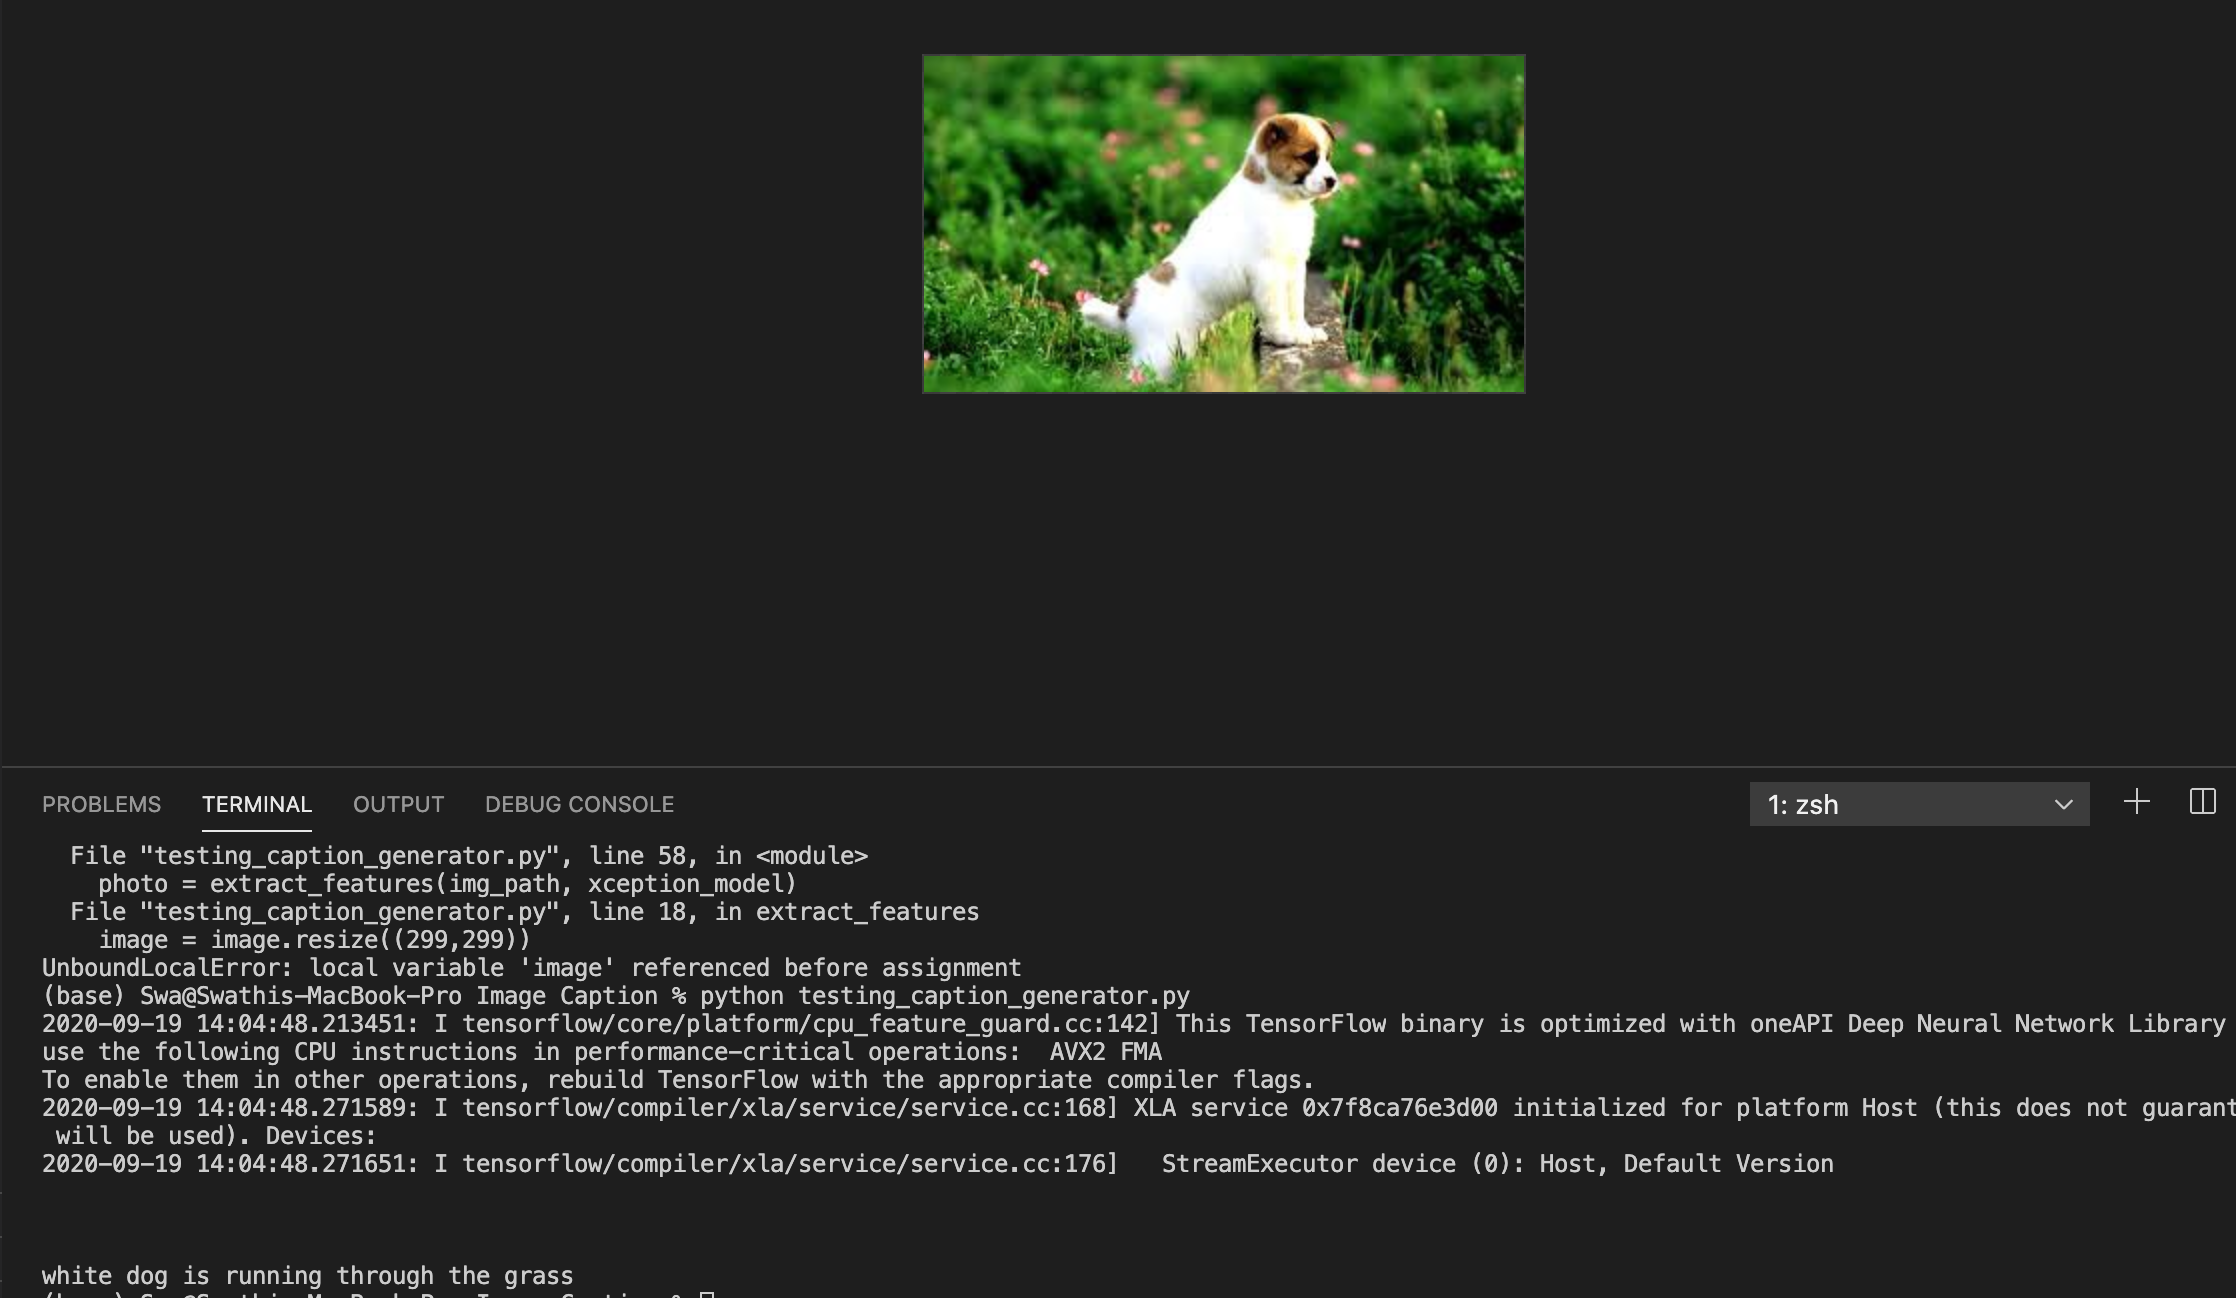 PROBLEMS TERMINAL OUTPUT DEBUG CONSOLE 1: zsh
File "testing_caption_generator.py", line 58, in <module>
photo = extract_features(img_path, xception_model)
File "testing_caption_generator.py", line 18, in extract_features
image = image.resize((299,299))
UnboundLocalError: local variable 'image' referenced before assignment
(base) Swa@Swathis-MacBook-Pro Image Caption % python testing_caption_generator.py
2020-09-19 14:04:48.213451: I tensorflow/core/platform/cpu_feature_guard.cc:142] This TensorFlow binary is optimized with oneAPI Deep Neural Network Library
use the following CPU instructions in performance-critical operations:  AVX2 FMA
To enable them in other operations, rebuild TensorFlow with the appropriate compiler flags.
2020-09-19 14:04:48.271589: I tensorflow/compiler/xla/service/service.cc:168] XLA service 0x7f8ca76e3d00 initialized for platform Host (this does not guarant
will be used). Devices:
2020-09-19 14:04:48.271651: I tensorflow/compiler/xla/service/service.cc:176]   StreamExecutor device (0): Host, Default Version
white dog is running through the grass